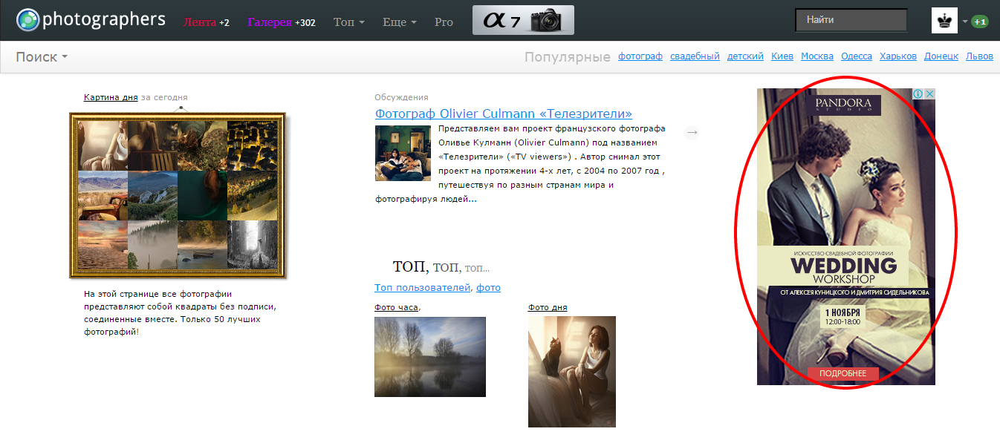 photographers
Лента +2
Галерея +302
Топ
Еще
Pro
α 7
Найти
+1
Поиск
Популярные
фотограф
свадебный
детский
Киев
Москва
Одесса
Харьков
Донецк
Львов
Картина дня за сегодня
На этой странице все фотографии
представляют собой квадраты без подписи,
соединенные вместе. Только 50 лучших
фотографий!
Обсуждения
Фотограф Olivier Culmann «Телезрители»
Представляем вам проект французского фотографа
Оливье Кулманн (Olivier Culmann) под названием
«Телезрители» («TV viewers») . Автор снимал этот
проект на протяжении 4-х лет, с 2004 по 2007 год ,
путешествуя по разным странам мира и
фотографируя людей...
ТОП, ТОП, ТОП...
Топ пользователей, фото
Фото часа,
Фото дня
PANDORA
STUDIO
ИСКУССТВО СВАДЕБНОЙ ФОТОГРАФИИ
WEDDING
WORKSHOP
ОТ АЛЕКСЕЯ КУНИЦКОГО И ДМИТРИЯ СИДЕЛЬНИКОВА
1 НОЯБРЯ
12:00-18:00
ПОДРОБНЕЕ